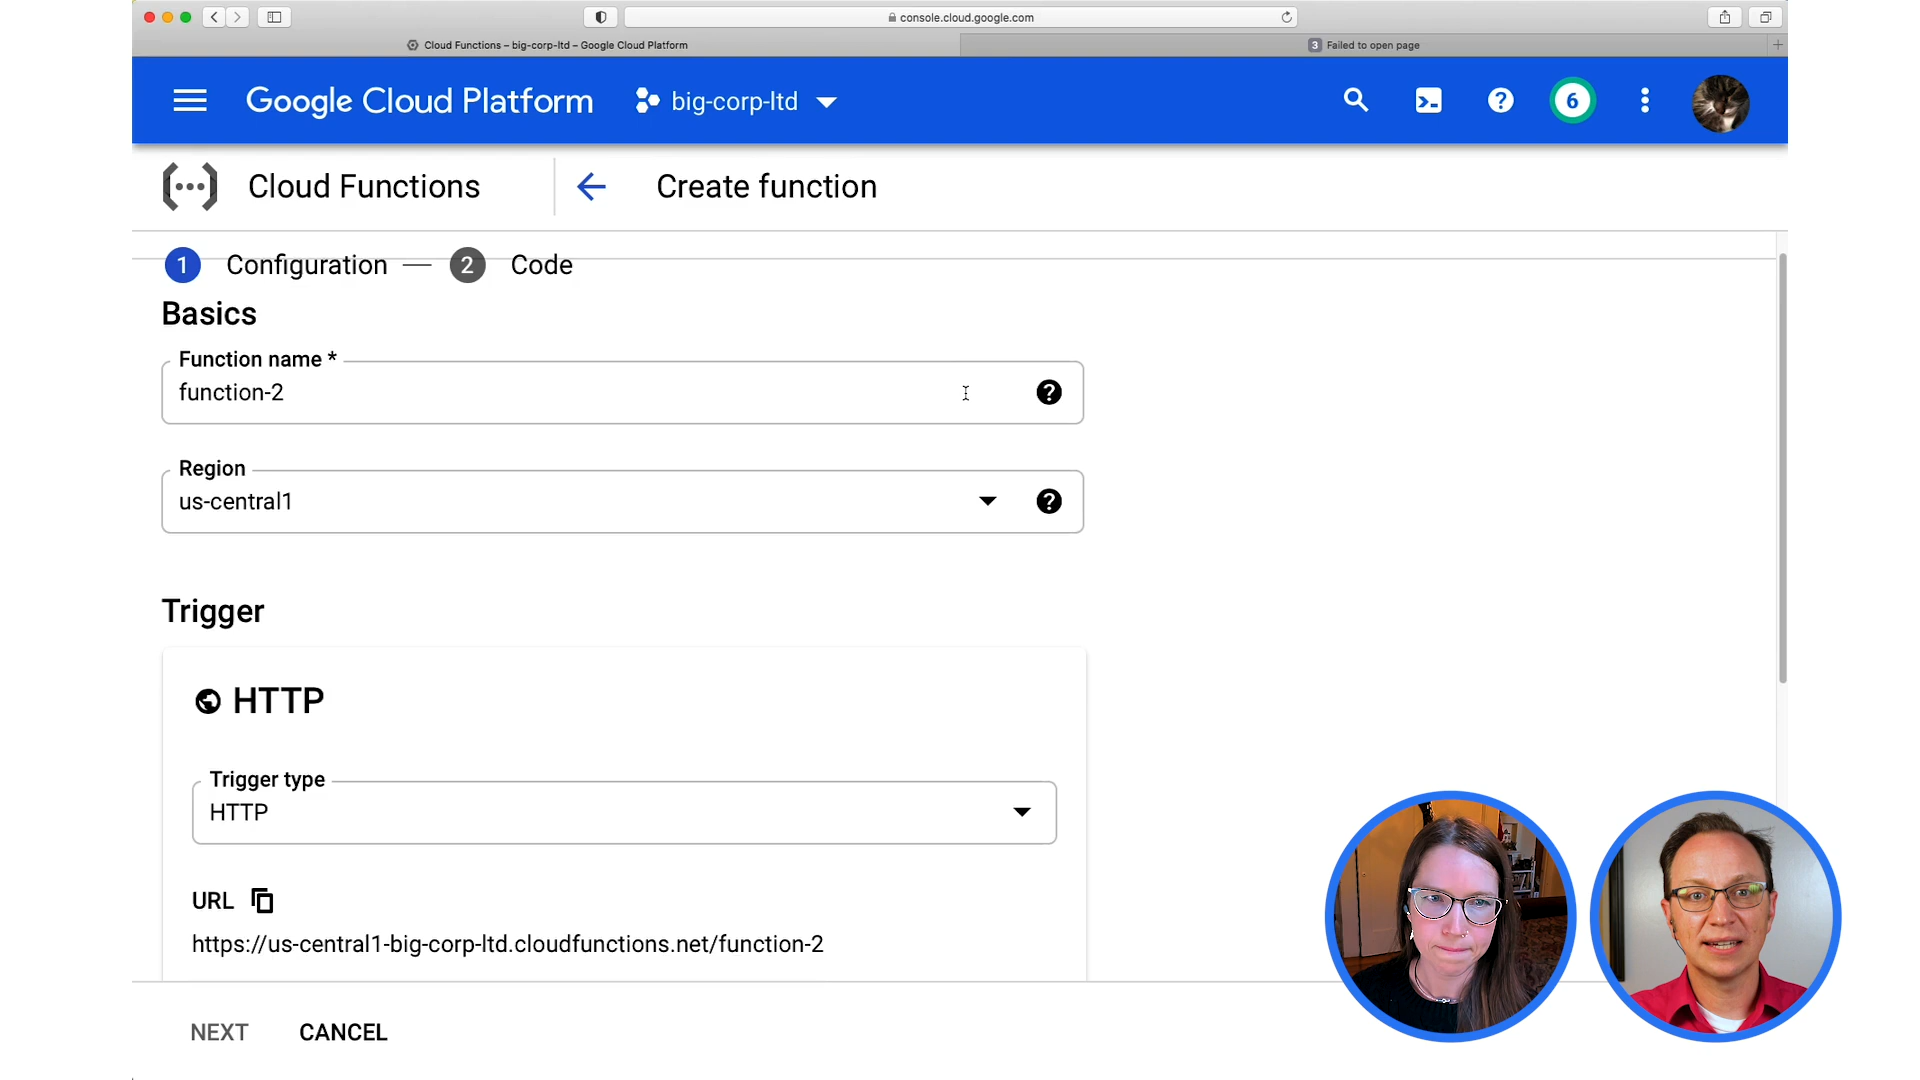 console.cloud.google.com
Cloud Functions – big-corp-ltd – Google Cloud Platform
3 Failed to open page
Google Cloud Platform
big-corp-ltd
6
Cloud Functions
Create function
1 Configuration — 2 Code
Basics
Function name *
function-2
Region
us-central1
Trigger
HTTP
Trigger type
HTTP
URL
https://us-central1-big-corp-ltd.cloudfunctions.net/function-2
NEXT
CANCEL